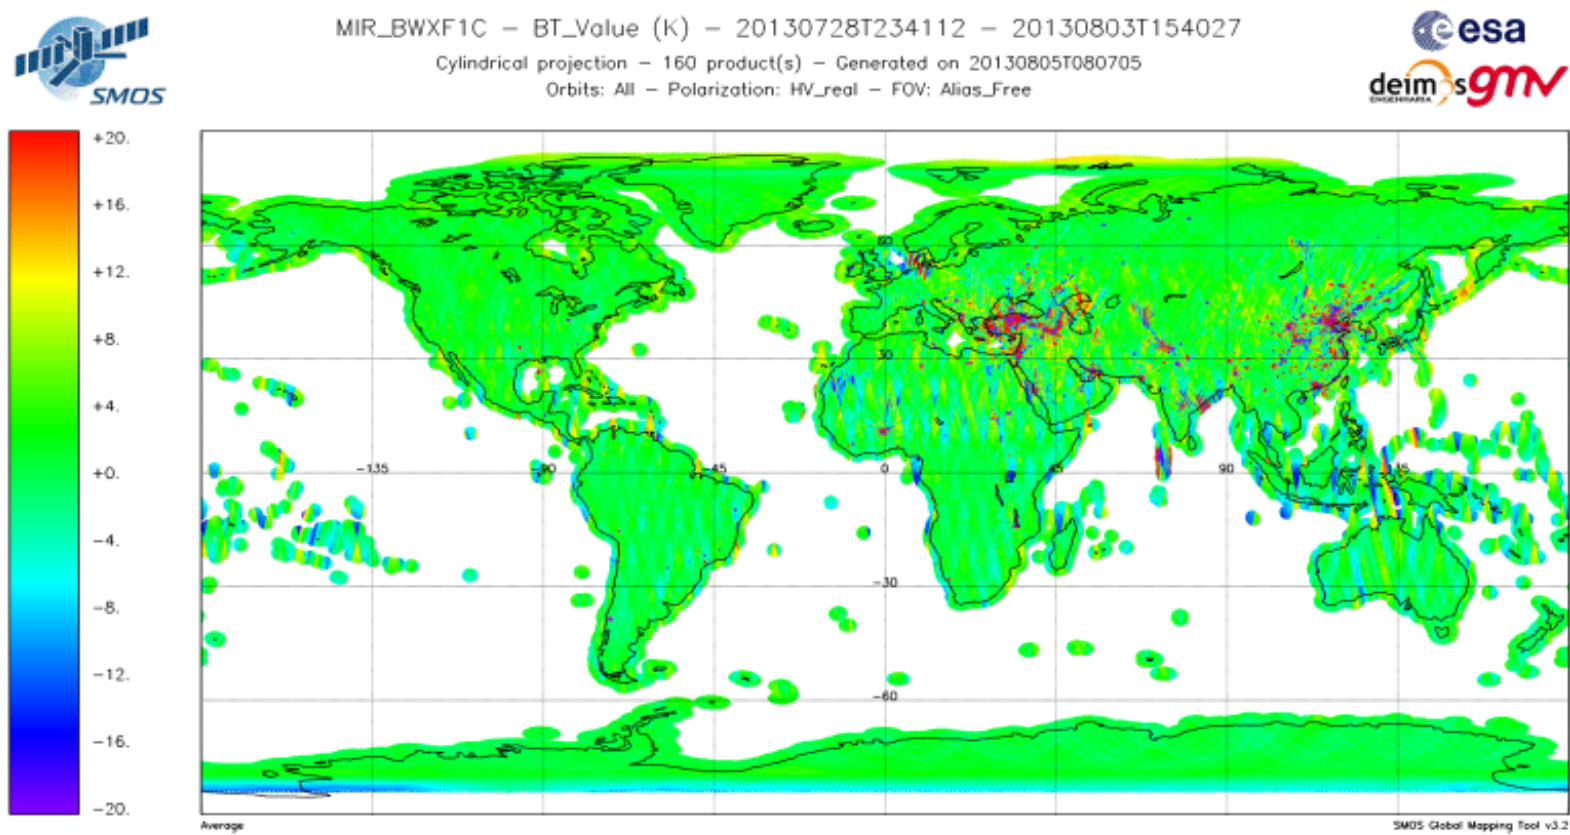 MIR_BWXF1C - BT_Value (K) - 20130728T234112 - 20130803T154027
Cylindrical projection - 160 product(s) - Generated on 20130805T080705
Orbits: All - Polarization: HV_real - FOV: Alias_Free
SMOS
esa
deimos gmv
ENGENHARIA
+20.
+16.
+12.
+8.
+4.
+0.
-4.
-8.
-12.
-16.
-20.
30
-135
-90
-45
0
90
-30
-60
Average
SMOS Global Mapping Tool v3.2